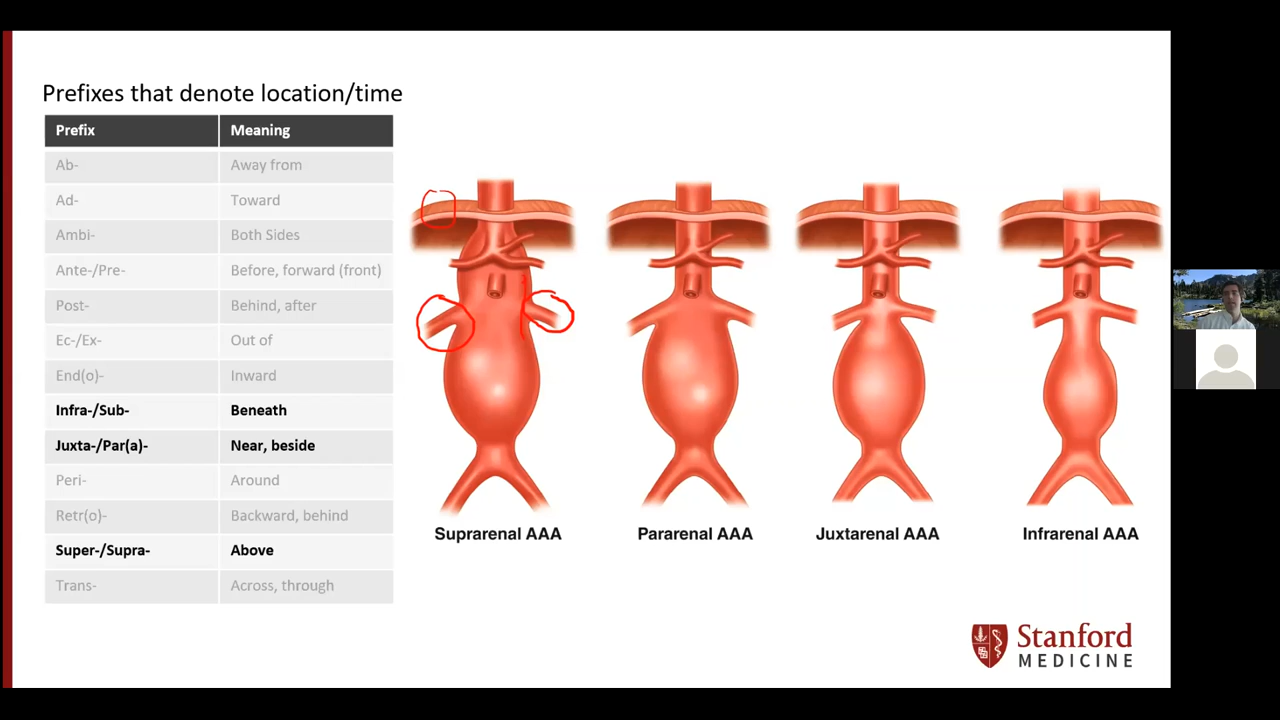 Prefixes that denote location/time
Prefix Meaning
Ab- Away from
Ad- Toward
Ambi- Both Sides
Ante-/Pre- Before, forward (front)
Post- Behind, after
Ec-/Ex- Out of
End(o)- Inward
Infra-/Sub- Beneath
Juxta-/Par(a)- Near, beside
Peri- Around
Retr(o)- Backward, behind
Super-/Supra- Above
Trans- Across, through
Suprarenal AAA Pararenal AAA Juxtarenal AAA Infrarenal AAA
Stanford
MEDICINE